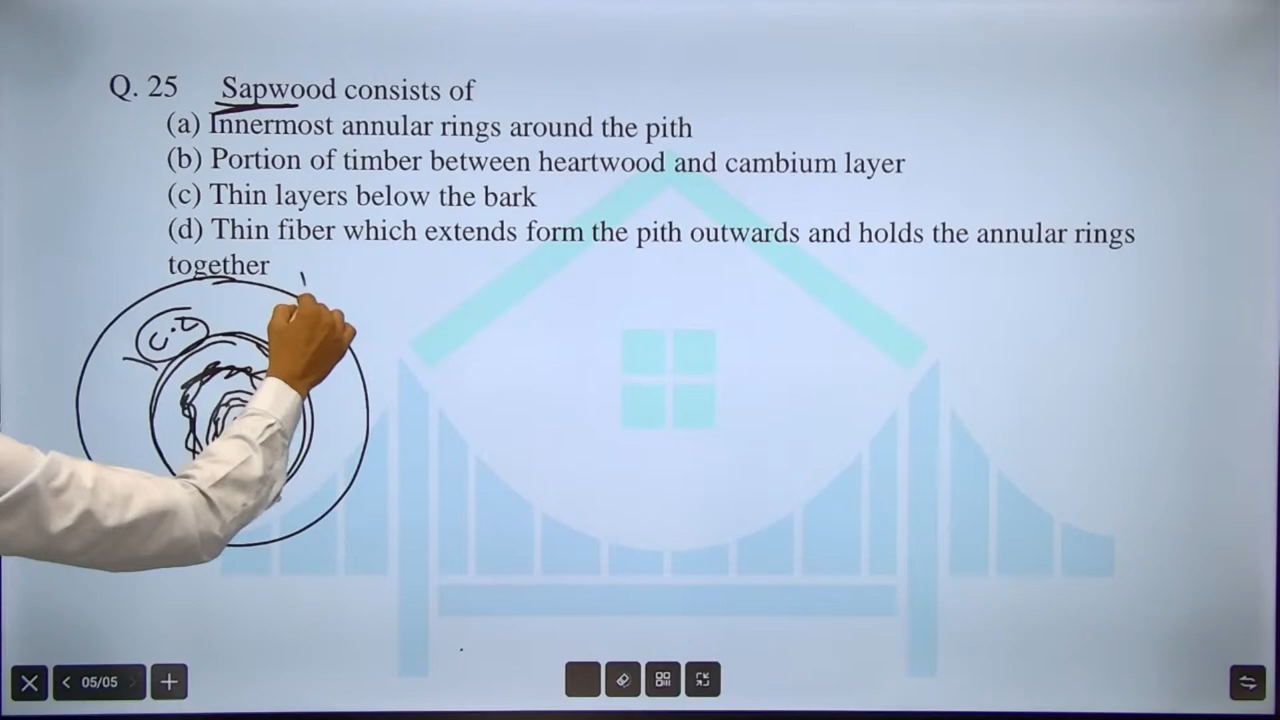 Q. 25 Sapwood consists of
(a) Innermost annular rings around the pith
(b) Portion of timber between heartwood and cambium layer
(c) Thin layers below the bark
(d) Thin fiber which extends form the pith outwards and holds the annular rings
together
C.L
05/05